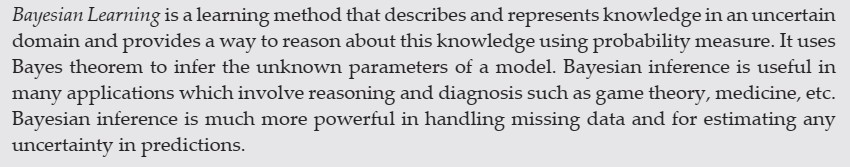 Bayesian Learning is a learning method that describes and represents knowledge in an uncertain
domain and provides a way to reason about this knowledge using probability measure. It uses
Bayes theorem to infer the unknown parameters of a model. Bayesian inference is useful in
many applications which involve reasoning and diagnosis such as game theory, medicine, etc.
Bayesian inference is much more powerful in handling missing data and for estimating any
uncertainty in predictions.